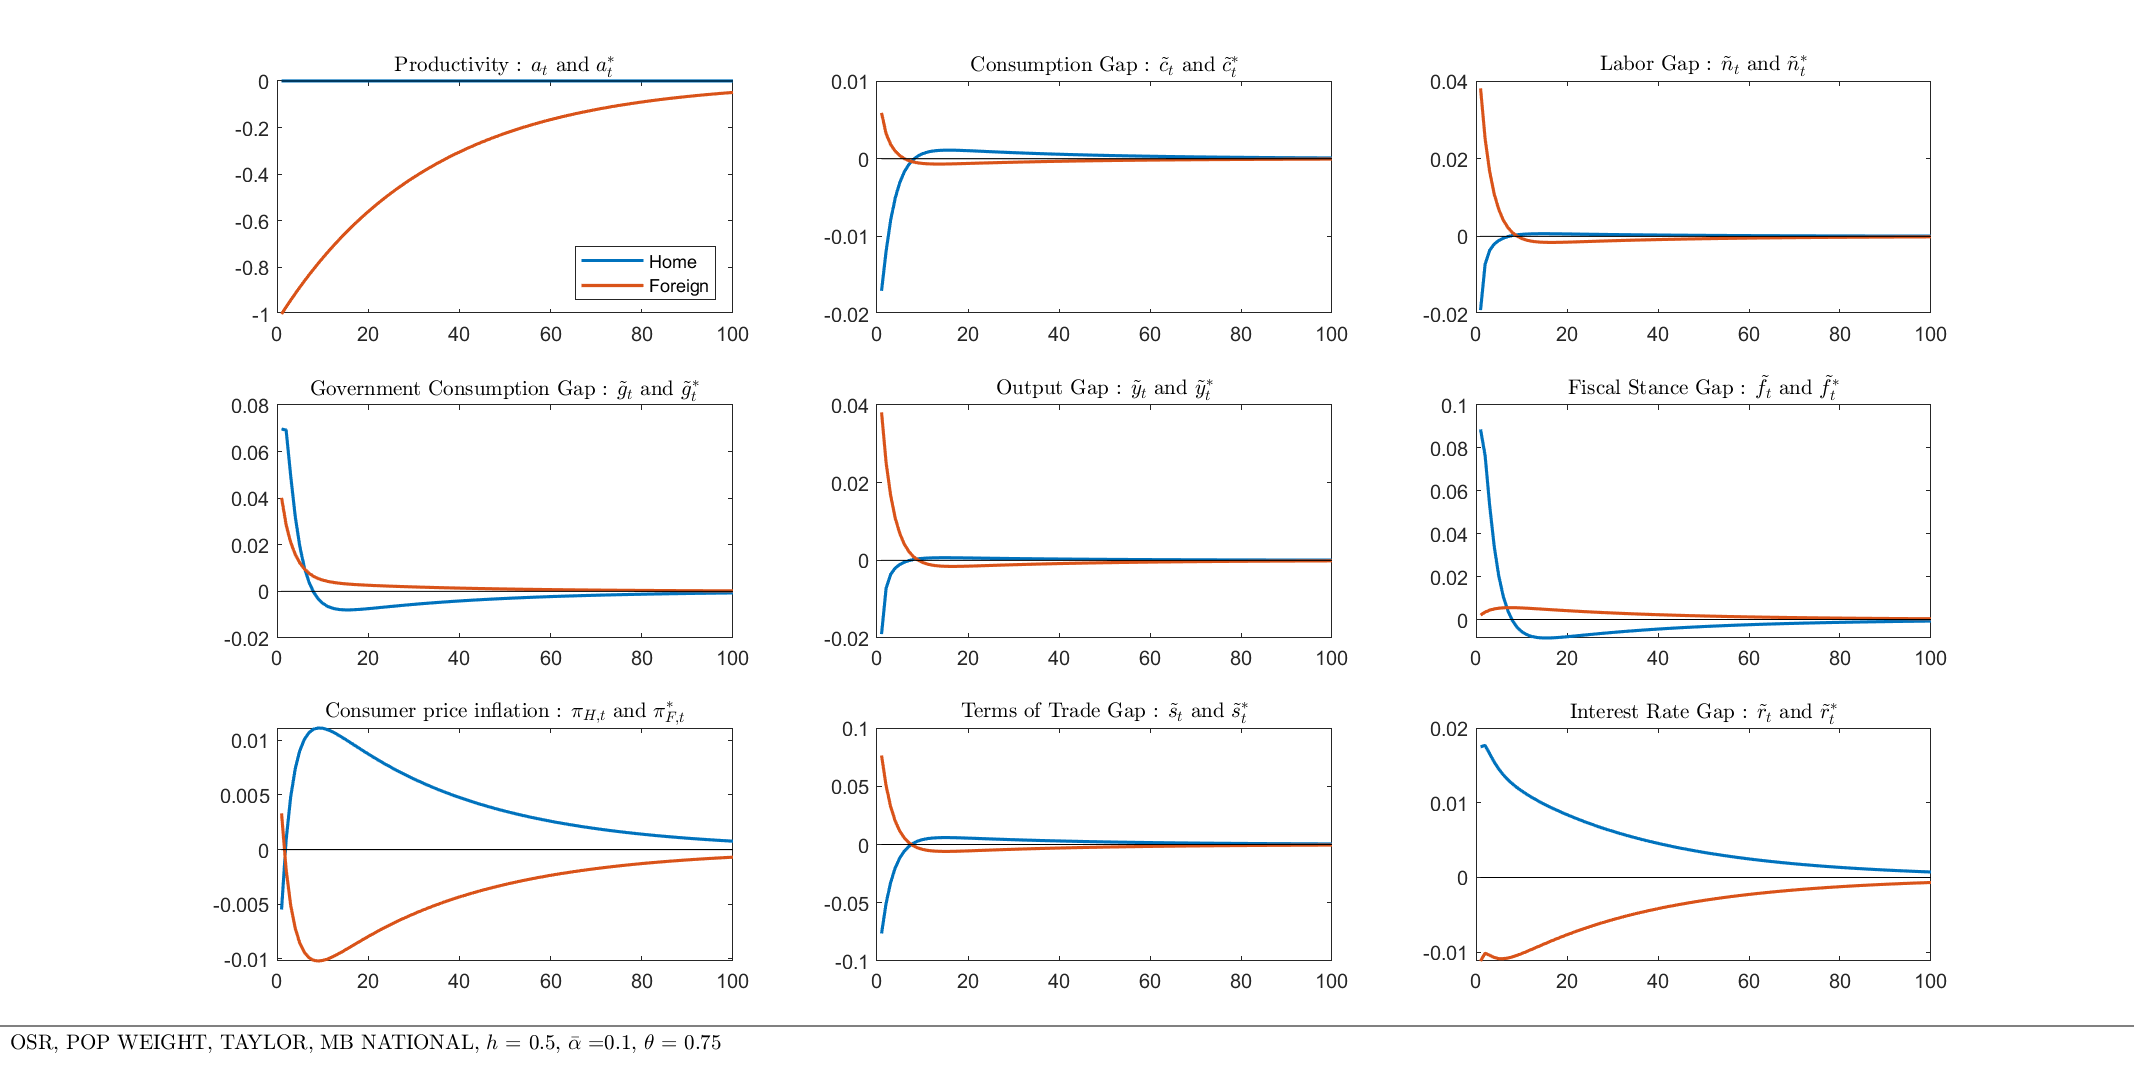 Productivity : a_t and a_t^*
0
-0.2
-0.4
-0.6
-0.8
-1
0 20 40 60 80 100
Home
Foreign
Consumption Gap : c̃_t and c̃_t^*
0.01
0
-0.01
-0.02
0 20 40 60 80 100
Labor Gap : ñ_t and ñ_t^*
0.04
0.02
0
-0.02
0 20 40 60 80 100
Government Consumption Gap : g̃_t and g̃_t^*
0.08
0.06
0.04
0.02
0
-0.02
0 20 40 60 80 100
Output Gap : ỹ_t and ỹ_t^*
0.04
0.02
0
-0.02
0 20 40 60 80 100
Fiscal Stance Gap : f̃_t and f̃_t^*
0.1
0.08
0.06
0.04
0.02
0
0 20 40 60 80 100
Consumer price inflation : π_{H,t} and π_{F,t}^*
0.01
0.005
0
-0.005
-0.01
0 20 40 60 80 100
Terms of Trade Gap : s̃_t and s̃_t^*
0.1
0.05
0
-0.05
-0.1
0 20 40 60 80 100
Interest Rate Gap : r̃_t and r̃_t^*
0.02
0.01
0
-0.01
0 20 40 60 80 100
OSR, POP WEIGHT, TAYLOR, MB NATIONAL, h = 0.5, ᾱ =0.1, θ = 0.75